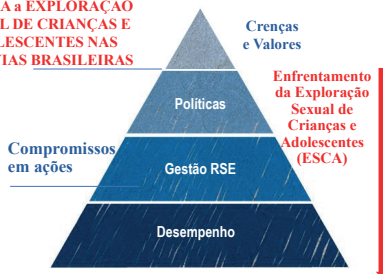 A a EXPLORAÇÃO
L DE CRIANÇAS E
LESCENTES NAS
IAS BRASILEIRAS
Crenças
e Valores
Políticas
Enfrentamento
da Exploração
Sexual de
Crianças e
Adolescentes
(ESCA)
Compromissos
em ações
Gestão RSE
Desempenho